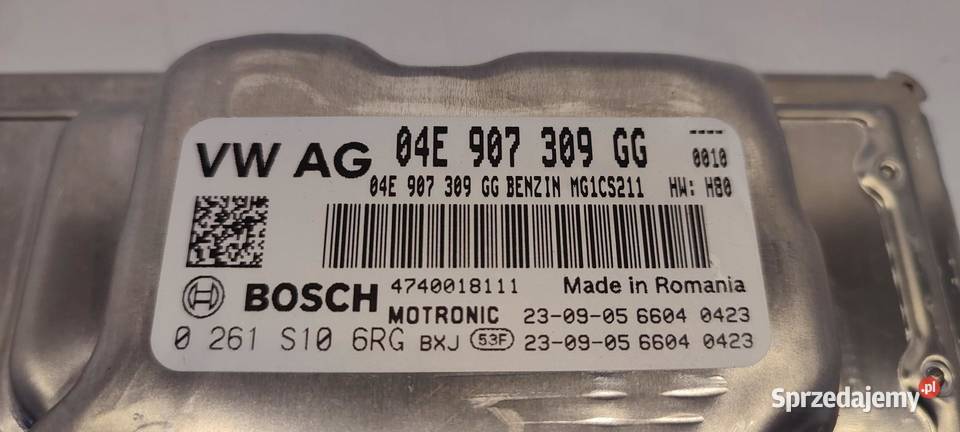 VW AG 04E 907 309 GG ----
0010
04E 907 309 GG BENZIN MG1CS211 HW: H80
BOSCH 4740018111 Made in Romania
MOTRONIC 23-09-05 6604 0423
0 261 S10 6RG BXJ 53F 23-09-05 6604 0423
Sprzedajemy.pl